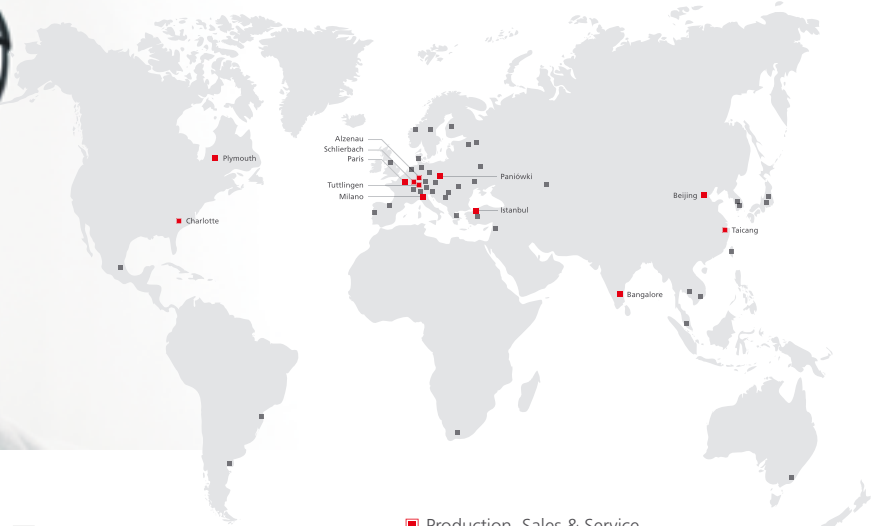 Alzenau
Schlierbach
Paris
Plymouth
Paniówki
Tuttlingen
Milano
Beijing
Istanbul
Charlotte
Taicang
Bangalore
Production, Sales & Service